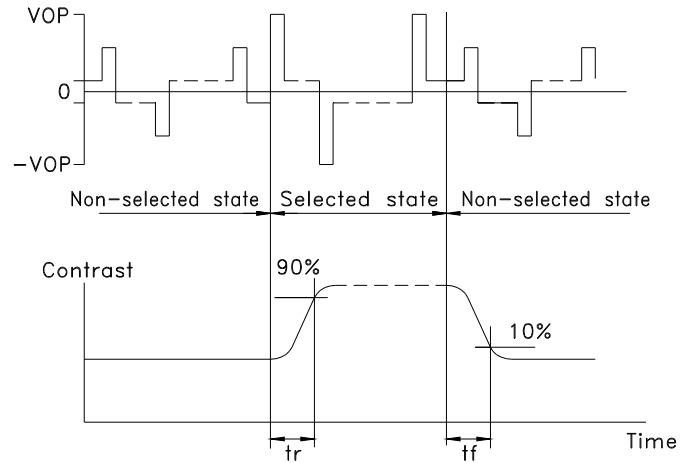 VOP
0
-VOP
Non-selected state
Selected state
Non-selected state
Contrast
90%
10%
Time
tr
tf